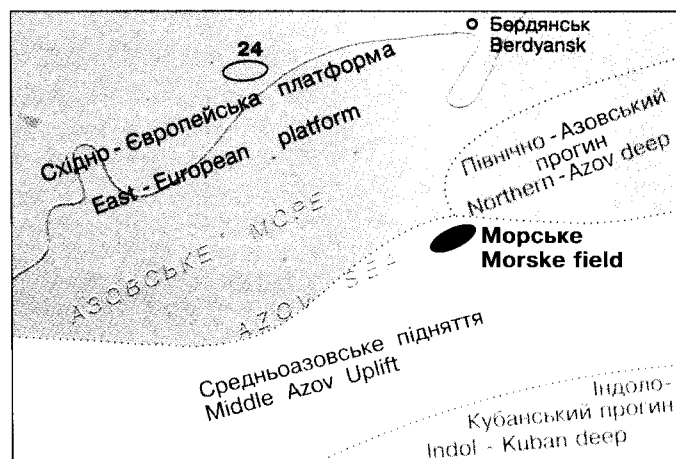 24
Бердянськ
Berdyansk
Східно - Європейська платформа
East - European platform
Північно - Азовський
прогин
Northern - Azov deep
АЗОВСЬКЕ МОРЕ
AZOV SEA
Морське
Morske field
Средньоазовське підняття
Middle Azov Uplift
Індоло-
Кубанський прогин
Indol - Kuban deep